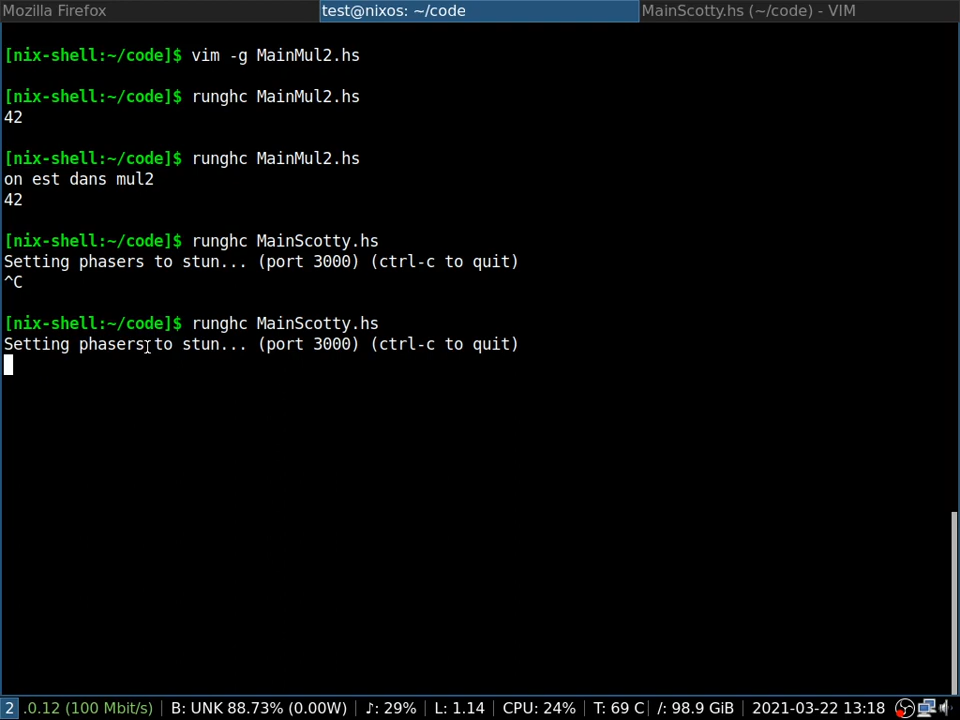 Mozilla Firefox test@nixos: ~/code MainScotty.hs (~/code) - VIM
[nix-shell:~/code]$ vim -g MainMul2.hs
[nix-shell:~/code]$ runghc MainMul2.hs
42
[nix-shell:~/code]$ runghc MainMul2.hs
on est dans mul2
42
[nix-shell:~/code]$ runghc MainScotty.hs
Setting phasers to stun... (port 3000) (ctrl-c to quit)
^C
[nix-shell:~/code]$ runghc MainScotty.hs
Setting phasers to stun... (port 3000) (ctrl-c to quit)
2 .0.12 (100 Mbit/s) B: UNK 88.73% (0.00W) ♪: 29% L: 1.14 CPU: 24% T: 69 C /: 98.9 GiB 2021-03-22 13:18